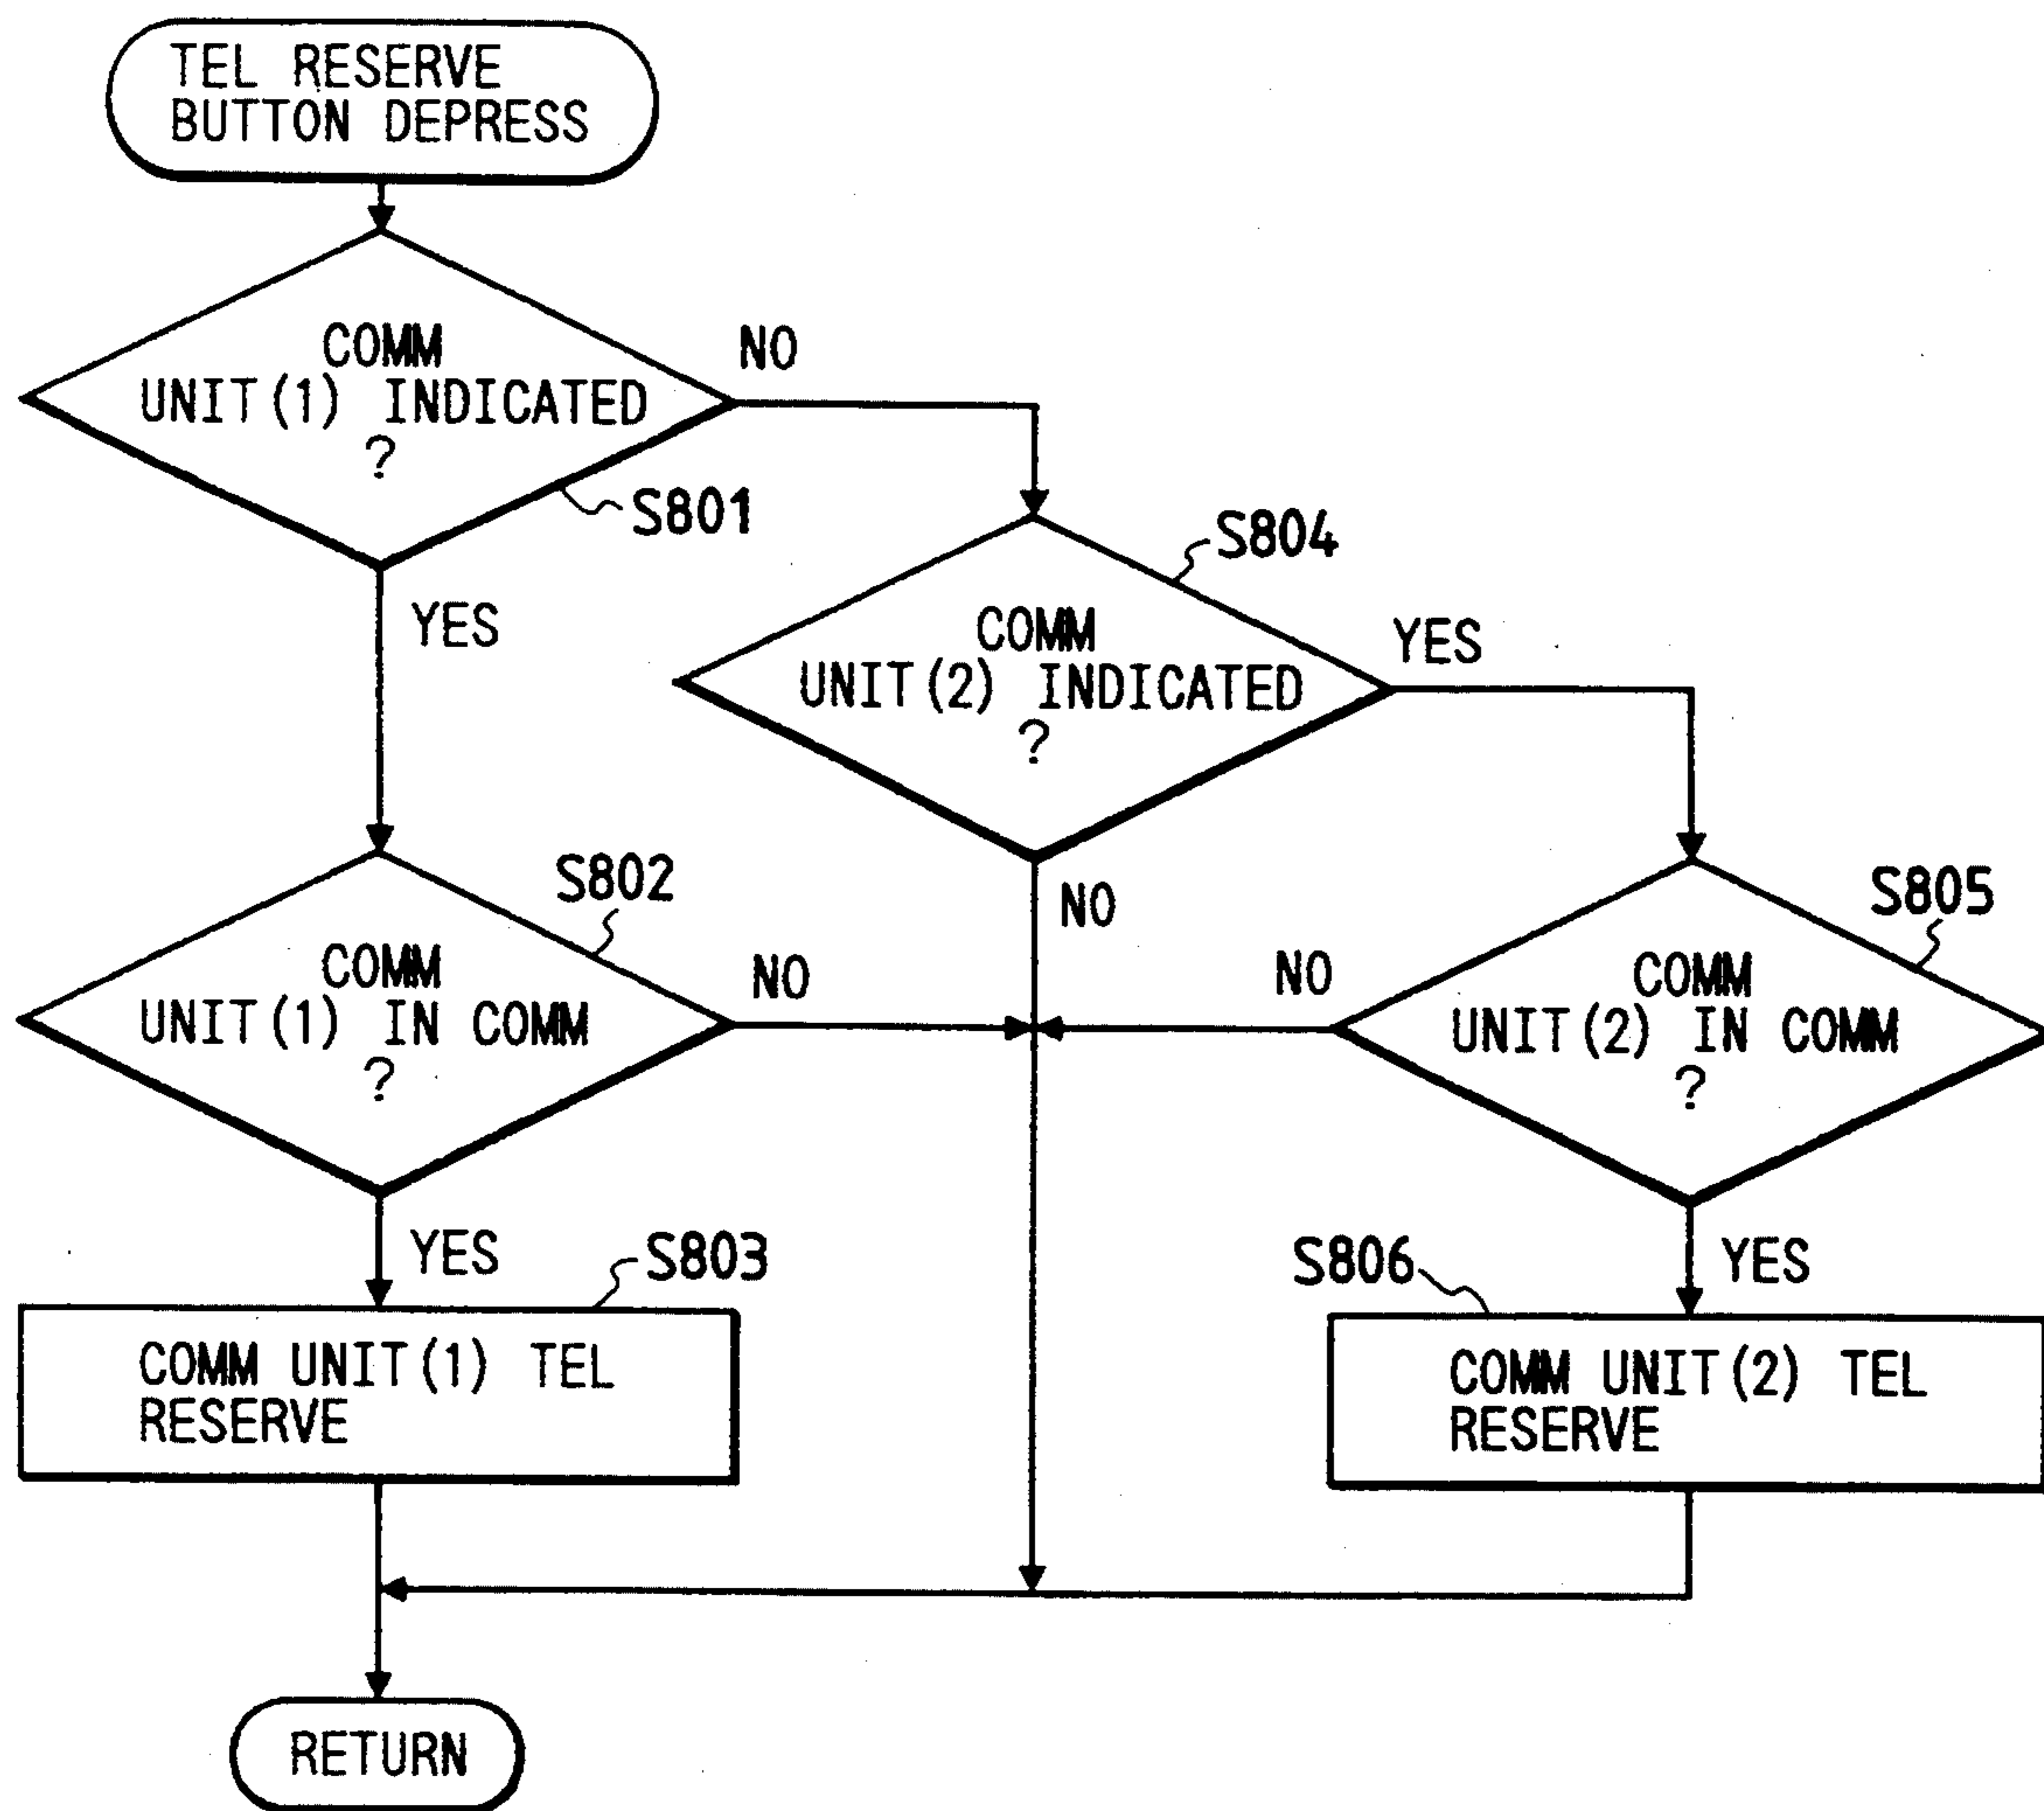 TEL RESERVE
BUTTON DEPRESS
COMM
UNIT(1) INDICATED
?
NO
S801
YES
S804
COMM
UNIT(2) INDICATED
?
YES
NO
S802
COMM
UNIT(1) IN COMM
?
NO
S805
COMM
UNIT(2) IN COMM
?
NO
YES
S803
COMM UNIT(1) TEL
RESERVE
YES
S806
COMM UNIT(2) TEL
RESERVE
RETURN